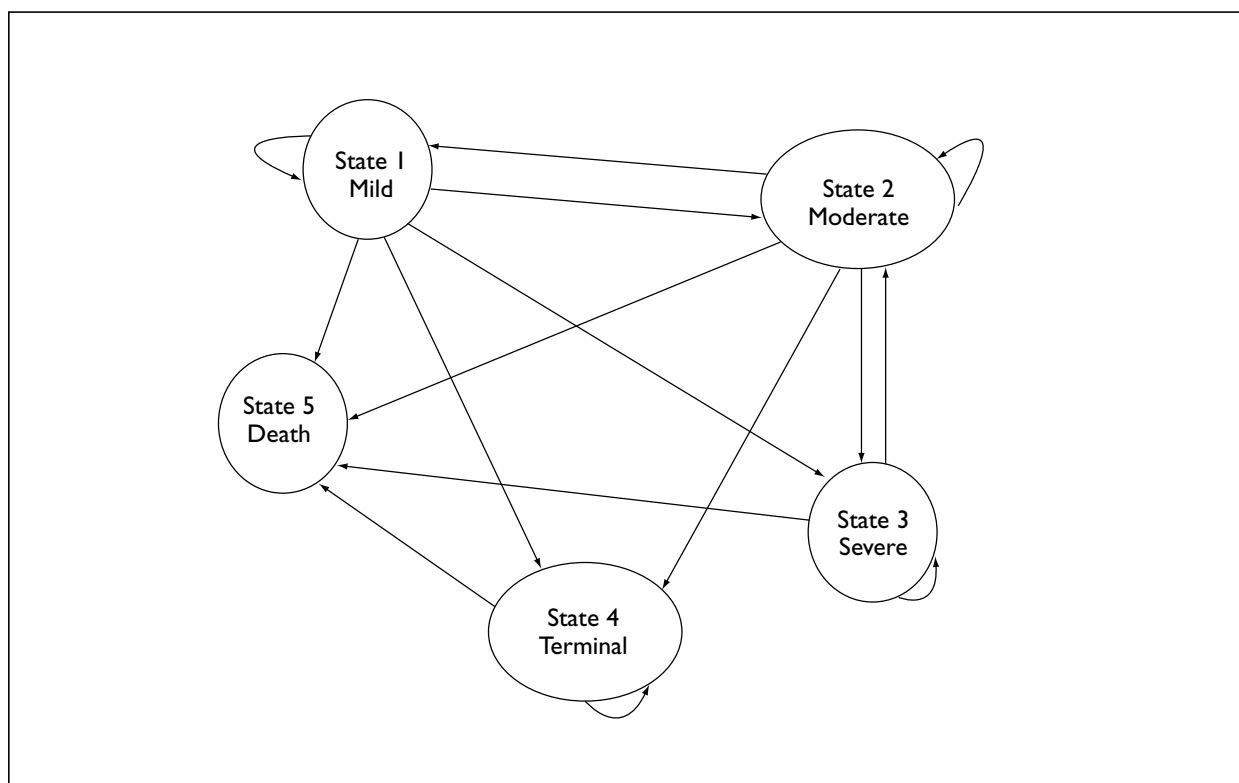 State 1
Mild
State 2
Moderate
State 5
Death
State 3
Severe
State 4
Terminal